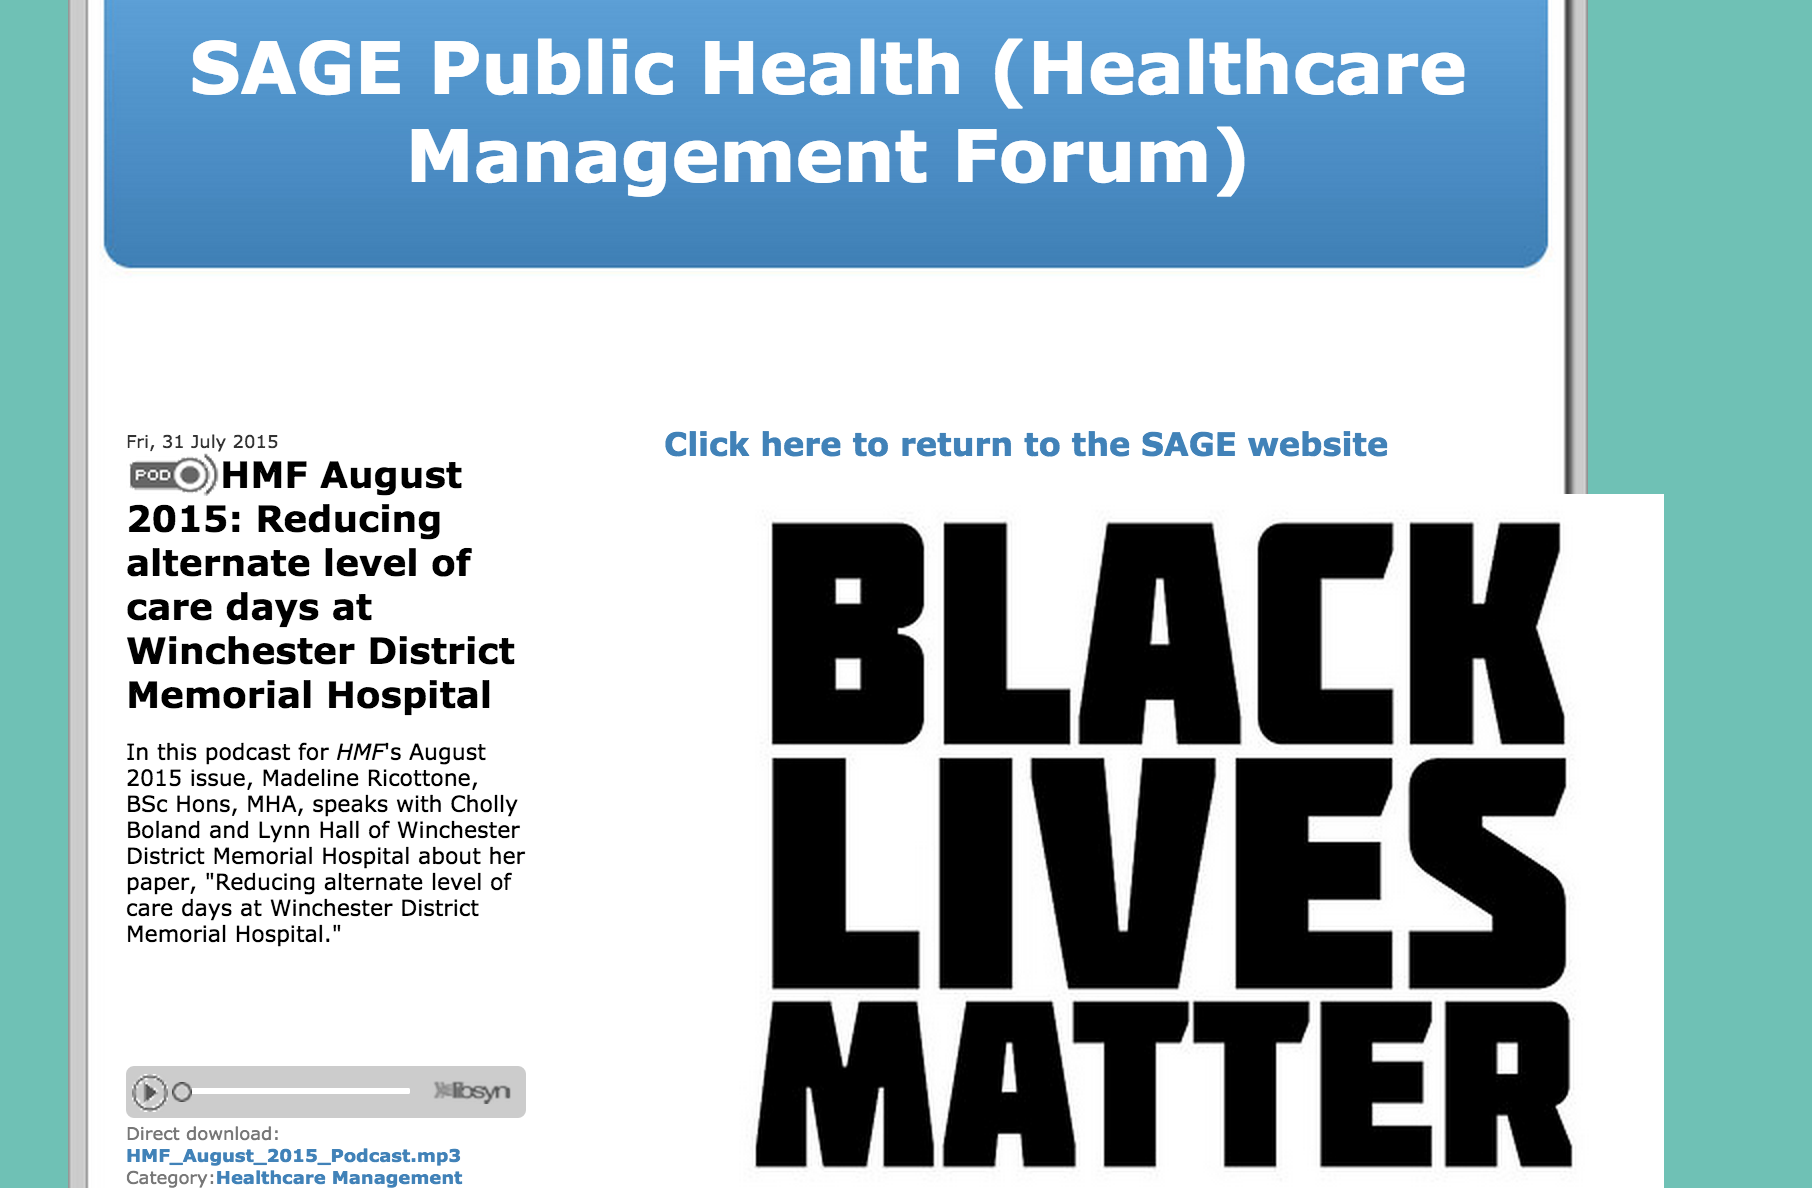 SAGE Public Health (Healthcare
Management Forum)
Fri, 31 July 2015
POD HMF August
2015: Reducing
alternate level of
care days at
Winchester District
Memorial Hospital
In this podcast for HMF's August
2015 issue, Madeline Ricottone,
BSc Hons, MHA, speaks with Cholly
Boland and Lynn Hall of Winchester
District Memorial Hospital about her
paper, "Reducing alternate level of
care days at Winchester District
Memorial Hospital."
libsyn
Direct download:
HMF_August_2015_Podcast.mp3
Category:Healthcare Management
Click here to return to the SAGE website
BLACK
LIVES
MATTER